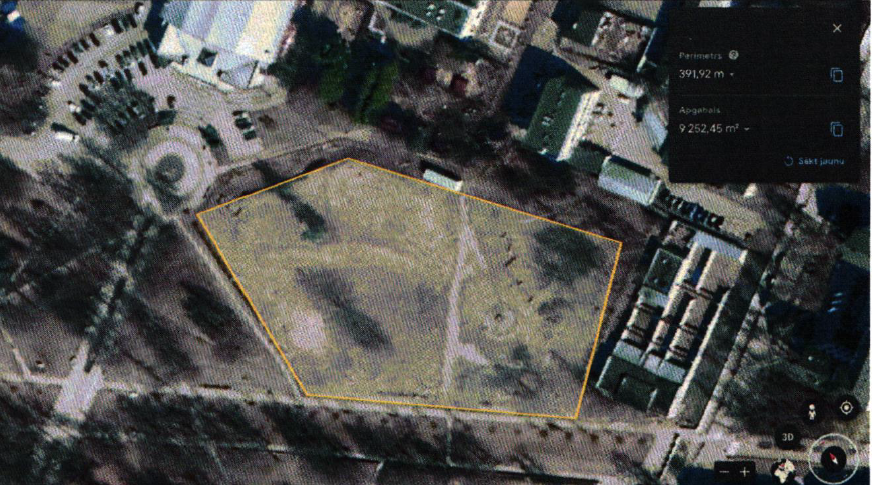 Perimetrs
391,92 m
Apgabals
9 252,45 m²
Sākt jaunu
3D